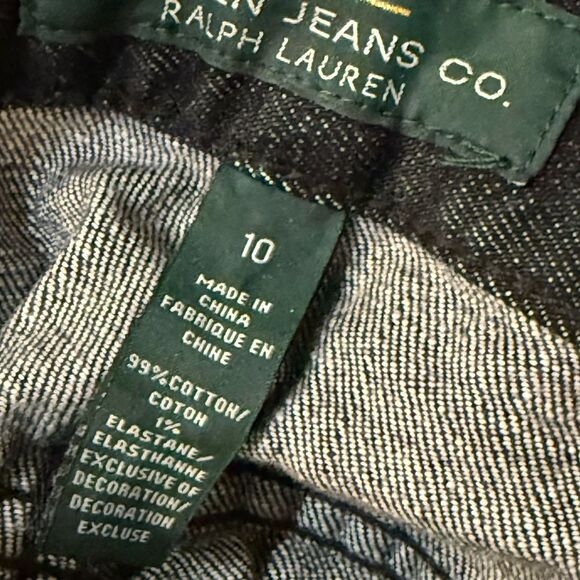 JEANS CO.
RALPH LAUREN
10
MADE IN
CHINA
FABRIQUE EN
CHINE
99%COTTON/
COTON
1%
ELASTANE/
ELASTHANNE
EXCLUSIVE OF
DECORATION/
DECORATION
EXCLUSE